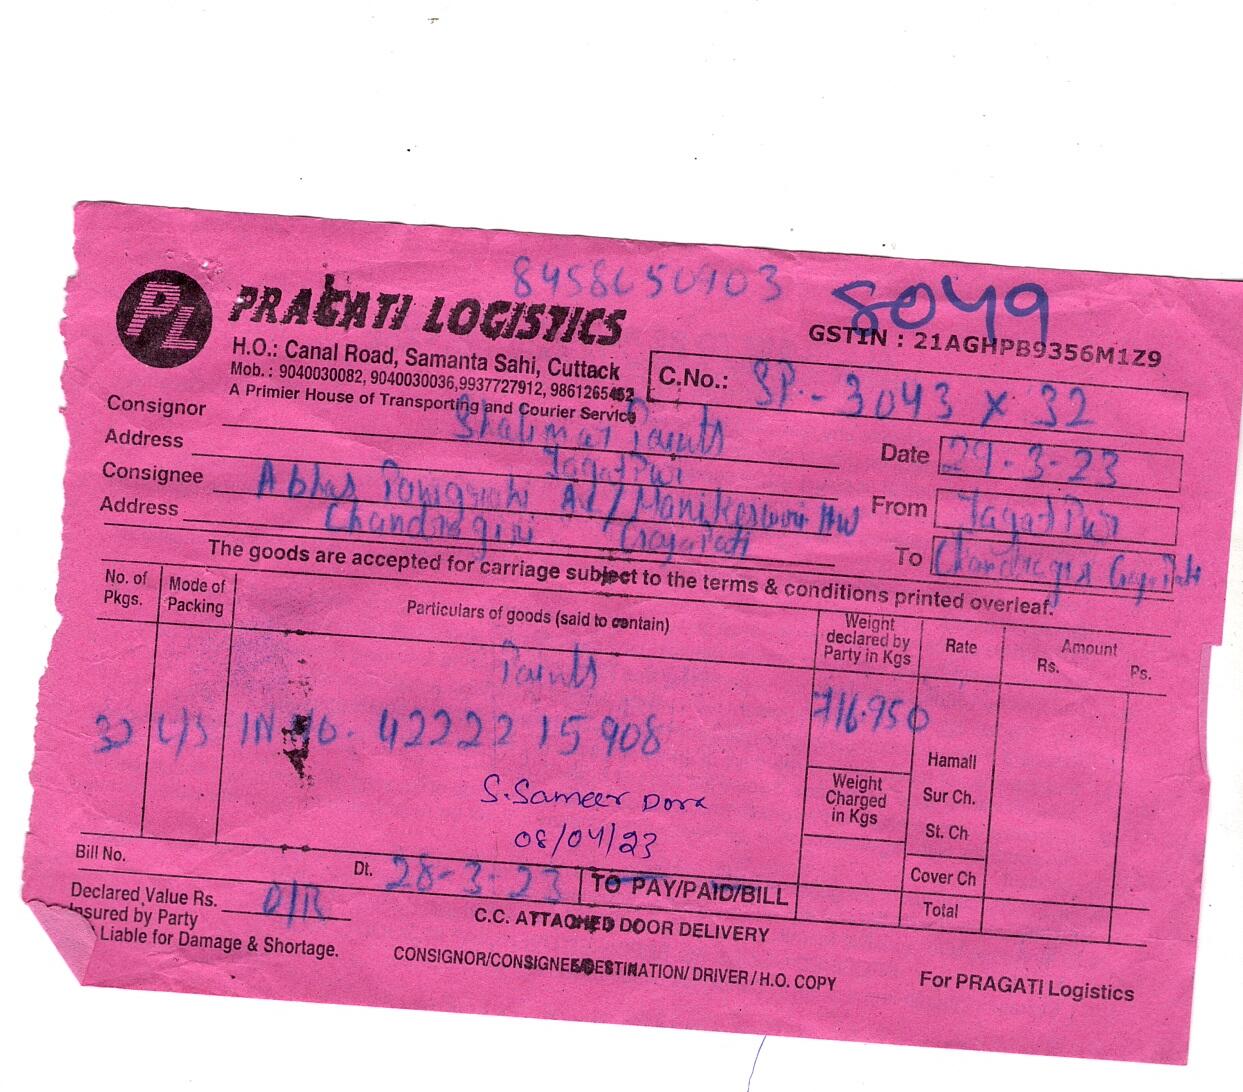 8458650903
8049
PL PRAGATI LOGISTICS
GSTIN : 21AGHPB9356M1Z9
H.O.: Canal Road, Samanta Sahi, Cuttack
Mob. : 9040030082, 9040030036,9937727912, 9861265452
A Primier House of Transporting and Courier Service
C.No.: SP. - 3043 x 32
Consignor Shalimar Paints
Address Jagatpur
Date 29-3-23
Consignee Abhas Panigrahi At/Manikeswari HW
From Jagatpur
Address Chandragiri Gajapati
To Chandragiri Gajapati
The goods are accepted for carriage subject to the terms & conditions printed overleaf.
No. of Pkgs. Mode of Packing Particulars of goods (said to contain) Weight declared by Party in Kgs Rate Amount Rs. Ps.
Paints
32 C/S IN No. 42222 15908 716.950
Hamali
Weight Charged in Kgs
Sur Ch.
S. Sameer Dora
St. Ch
08/04/23
Bill No. Dt. 28-3-23 TO PAY/PAID/BILL
Cover Ch
Total
Declared Value Rs. O/R
Insured by Party
Liable for Damage & Shortage.
C.C. ATTACHED DOOR DELIVERY
CONSIGNOR/CONSIGNEE/DESTINATION/ DRIVER / H.O. COPY
For PRAGATI Logistics